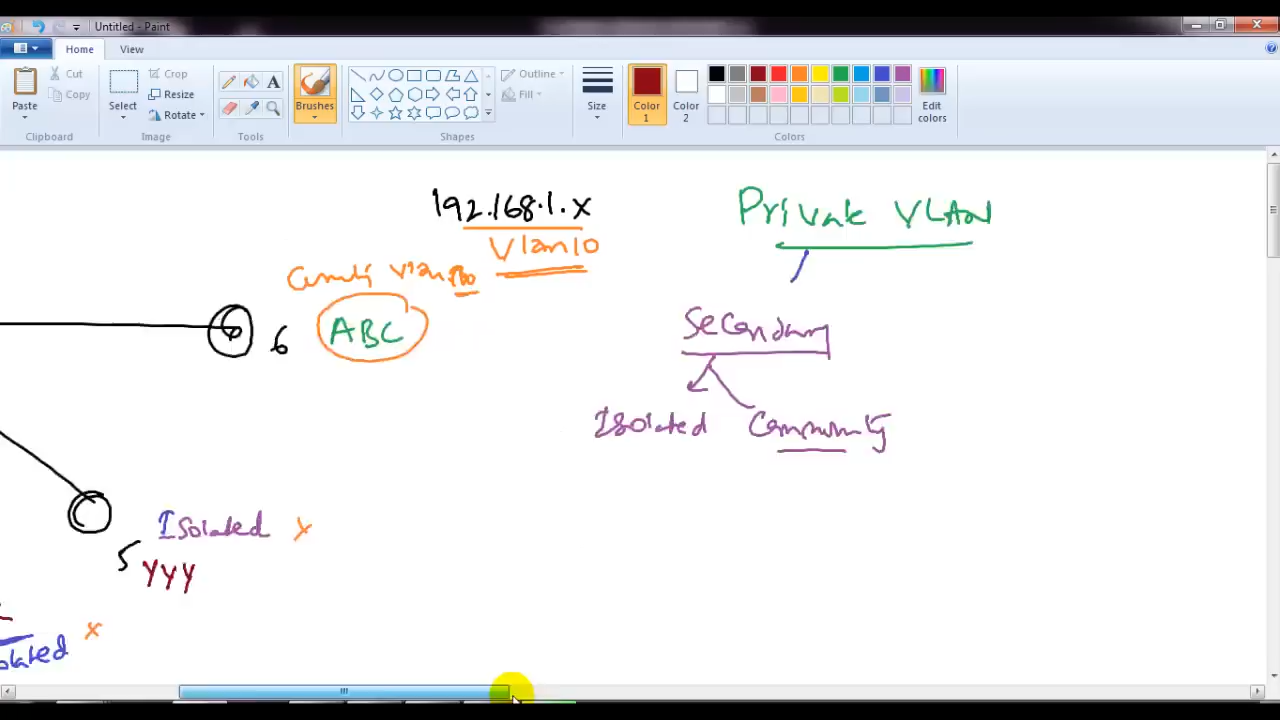 Untitled - Paint
Home View
Paste
Cut
Copy
Clipboard
Select
Crop
Resize
Rotate
Image
Tools
Brushes
Outline
Fill
Shapes
Size
Color 1
Color 2
Edit colors
Colors
192.168.1.x
Vlan10
Private VLAN
Vlan
ABC
6
Secondary
Isolated Community
Isolated x
5
yyy
olated x